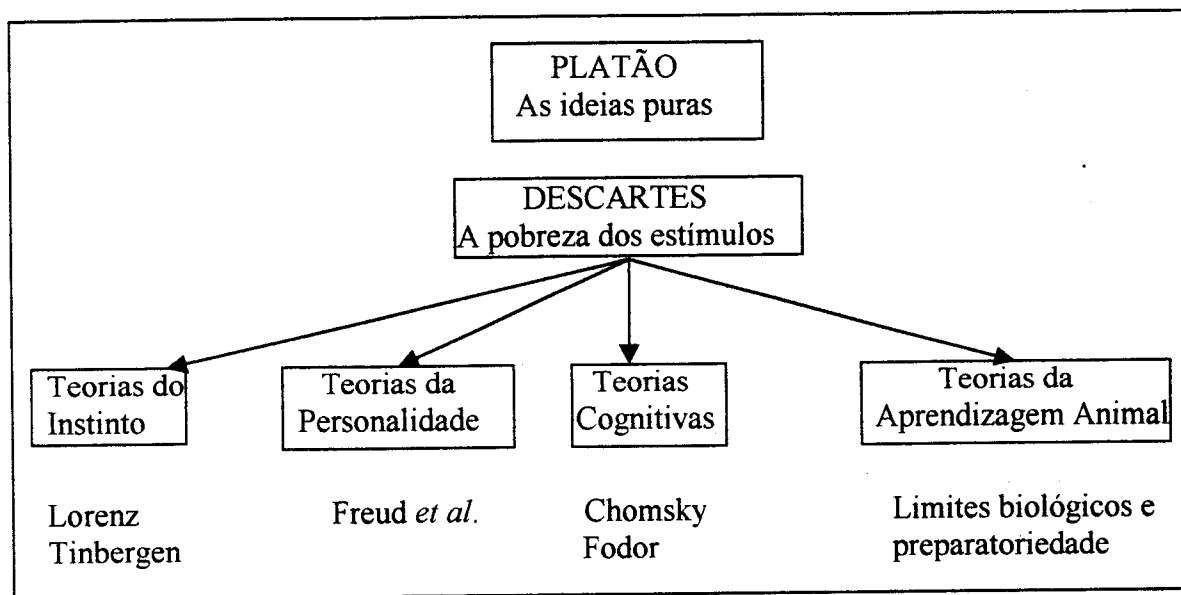 PLATÃO
As ideias puras
DESCARTES
A pobreza dos estímulos
Teorias do
Instinto
Teorias da
Personalidade
Teorias
Cognitivas
Teorias da
Aprendizagem Animal
Lorenz
Tinbergen
Freud et al.
Chomsky
Fodor
Limites biológicos e
preparatoriedade